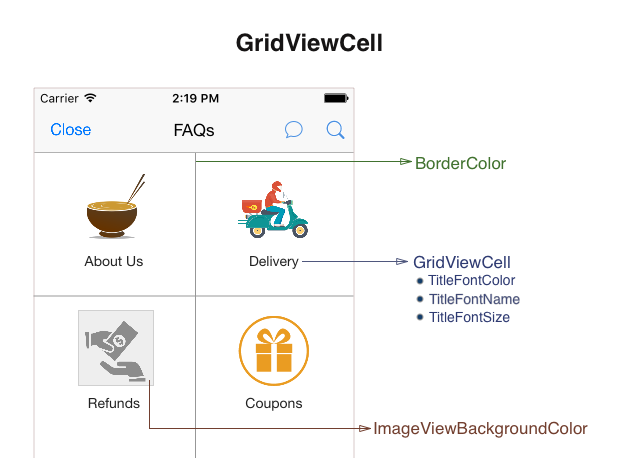 GridViewCell
Carrier 2:19 PM
Close FAQs
BorderColor
About Us Delivery
GridViewCell
TitleFontColor
TitleFontName
TitleFontSize
Refunds Coupons
ImageViewBackgroundColor